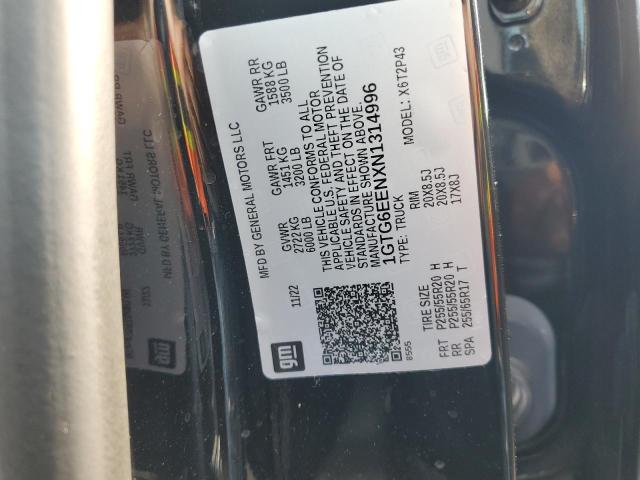 MFD BY GENERAL MOTORS LLC
11/22
GVWR GAWR FRT GAWR RR
2722 KG 1451 KG 1588 KG
6000 LB 3200 LB 3500 LB
THIS VEHICLE CONFORMS TO ALL
APPLICABLE U.S. FEDERAL MOTOR
VEHICLE SAFETY AND THEFT PREVENTION
STANDARDS IN EFFECT ON THE DATE OF
MANUFACTURE SHOWN ABOVE.
1GTG6EENXN1314996
TYPE: TRUCK MODEL: X6T2P43
gm
8555
TIRE SIZE RIM
FRT P255/55R20 H 20X8.5J
RR P255/55R20 H 20X8.5J
SPA 255/65R17 T 17X8J